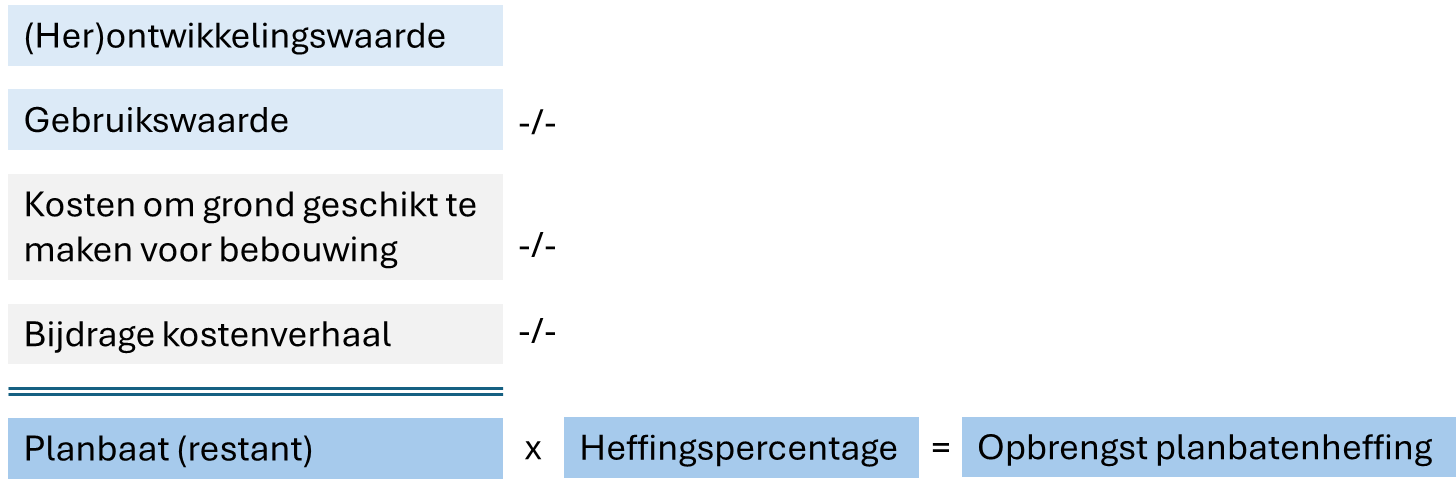 (Her)ontwikkelingswaarde
Gebruikswaarde -/-
Kosten om grond geschikt te
maken voor bebouwing -/-
Bijdrage kostenverhaal -/-
Planbaat (restant) x Heffingspercentage = Opbrengst planbatenheffing